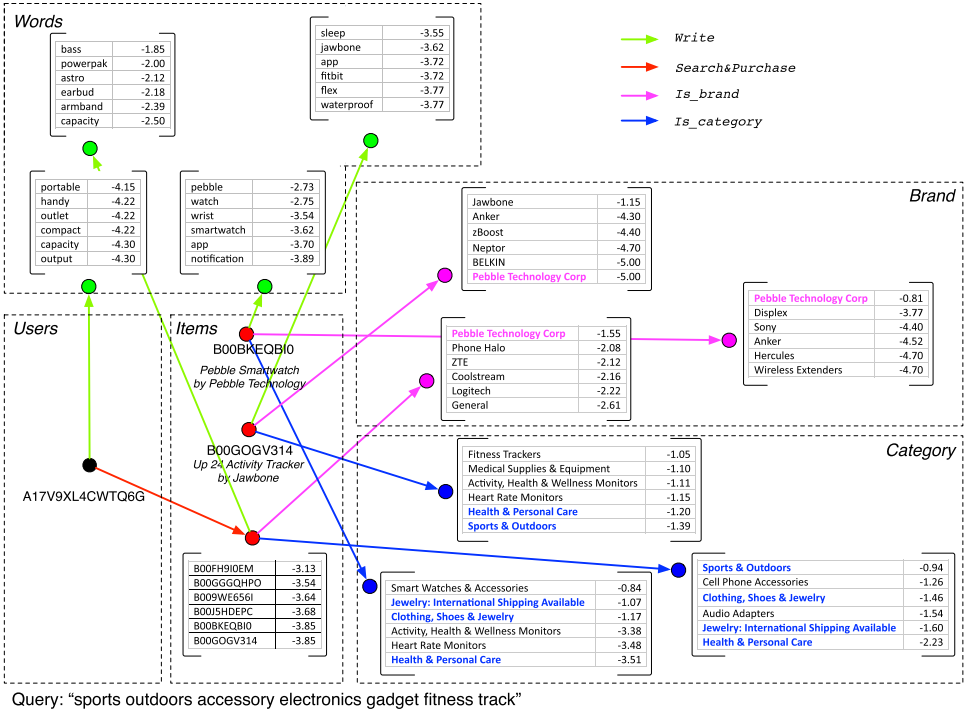 Words
bass -1.85
powerpak -2.00
astro -2.12
earbud -2.18
armband -2.39
capacity -2.50
sleep -3.55
jawbone -3.62
app -3.72
fitbit -3.72
flex -3.77
waterproof -3.77
Write
Search&Purchase
Is_brand
Is_category
portable -4.15
handy -4.22
outlet -4.22
compact -4.22
capacity -4.30
output -4.30
pebble -2.73
watch -2.75
wrist -3.54
smartwatch -3.62
app -3.70
notification -3.89
Brand
Jawbone -1.15
Anker -4.30
zBoost -4.40
Neptor -4.70
BELKIN -5.00
Pebble Technology Corp -5.00
Pebble Technology Corp -1.55
Phone Halo -2.08
ZTE -2.12
Coolstream -2.16
Logitech -2.22
General -2.61
Pebble Technology Corp -0.81
Displex -3.77
Sony -4.40
Anker -4.52
Hercules -4.70
Wireless Extenders -4.70
Users
A17V9XL4CWTQ6G
Items
B00BKEQBI0
Pebble Smartwatch
by Pebble Technology
B00GOGV314
Up 24 Activity Tracker
by Jawbone
B00FH9I0EM -3.13
B00GGGQHPO -3.54
B009WE656I -3.64
B00J5HDEPC -3.68
B00BKEQBI0 -3.85
B00GOGV314 -3.85
Category
Fitness Trackers -1.05
Medical Supplies & Equipment -1.10
Activity, Health & Wellness Monitors -1.11
Heart Rate Monitors -1.15
Health & Personal Care -1.20
Sports & Outdoors -1.39
Smart Watches & Accessories -0.84
Jewelry: International Shipping Available -1.07
Clothing, Shoes & Jewelry -1.17
Activity, Health & Wellness Monitors -3.38
Heart Rate Monitors -3.48
Health & Personal Care -3.51
Sports & Outdoors -0.94
Cell Phone Accessories -1.26
Clothing, Shoes & Jewelry -1.46
Audio Adapters -1.54
Jewelry: International Shipping Available -1.60
Health & Personal Care -2.23
Query: “sports outdoors accessory electronics gadget fitness track”